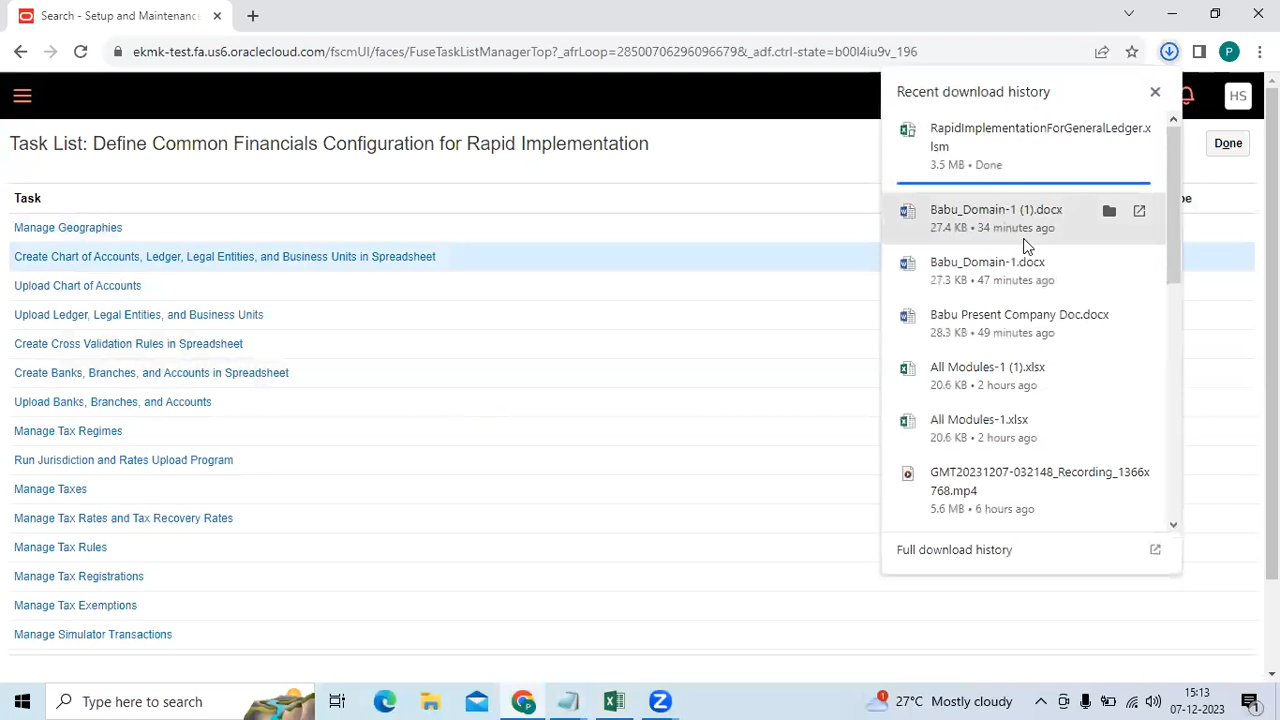 Search - Setup and Maintenance
ekmk-test.fa.us6.oraclecloud.com/fscmUI/faces/FuseTaskListManagerTop?_afrLoop=2850070629609679&_adf.ctrl-state=b00l4iu9v_196
P
HS
Task List: Define Common Financials Configuration for Rapid Implementation
Done
Task
Manage Geographies
Create Chart of Accounts, Ledger, Legal Entities, and Business Units in Spreadsheet
Upload Chart of Accounts
Upload Ledger, Legal Entities, and Business Units
Create Cross Validation Rules in Spreadsheet
Create Banks, Branches, and Accounts in Spreadsheet
Upload Banks, Branches, and Accounts
Manage Tax Regimes
Run Jurisdiction and Rates Upload Program
Manage Taxes
Manage Tax Rates and Tax Recovery Rates
Manage Tax Rules
Manage Tax Registrations
Manage Tax Exemptions
Manage Simulator Transactions
Recent download history
RapidImplementationForGeneralLedger.x
lsm
3.5 MB • Done
Babu_Domain-1 (1).docx
27.4 KB • 34 minutes ago
Babu_Domain-1.docx
27.3 KB • 47 minutes ago
Babu Present Company Doc.docx
28.3 KB • 49 minutes ago
All Modules-1 (1).xlsx
20.6 KB • 2 hours ago
All Modules-1.xlsx
20.6 KB • 2 hours ago
GMT20231207-032148_Recording_1366x
768.mp4
5.6 MB • 6 hours ago
Full download history
Type here to search
1
27°C Mostly cloudy
15:13
07-12-2023
1